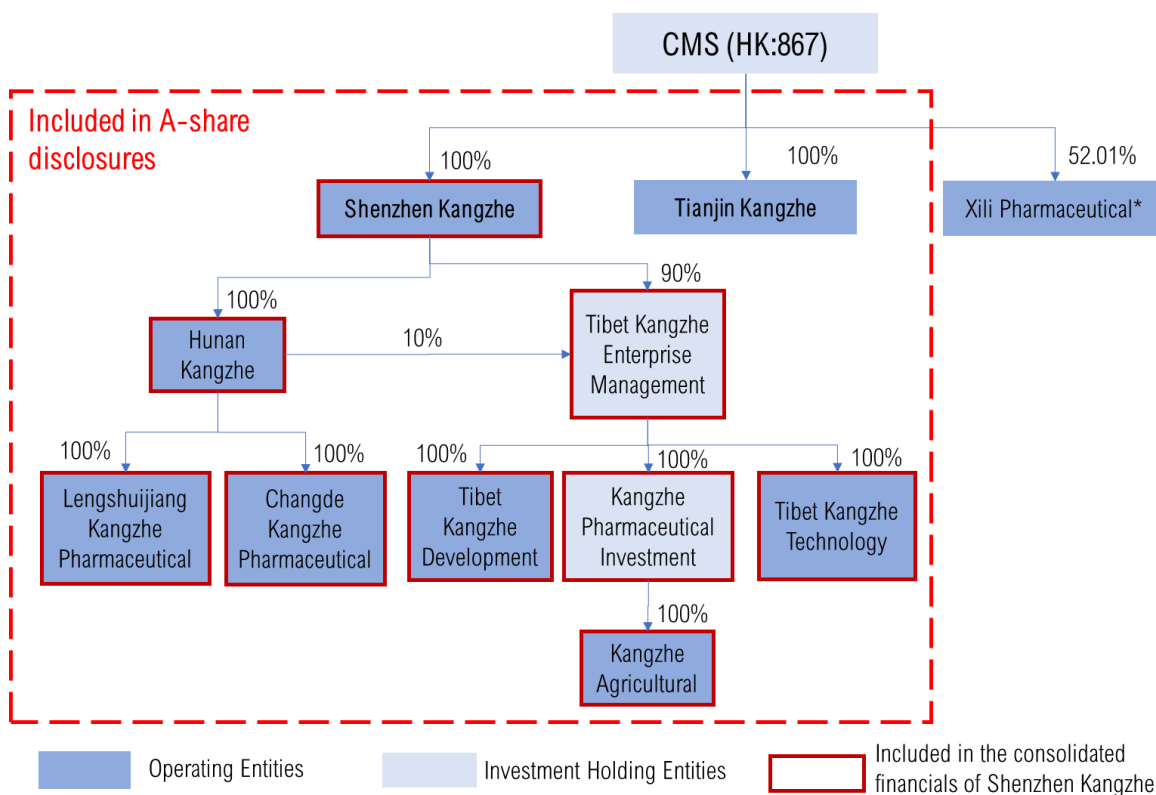 CMS (HK:867)
Included in A-share
disclosures
100%
100%
52.01%
Shenzhen Kangzhe
Tianjin Kangzhe
Xili Pharmaceutical*
100%
90%
Hunan
Kangzhe
10%
Tibet Kangzhe
Enterprise
Management
100%
100%
100%
100%
100%
Lengshuijiang
Kangzhe
Pharmaceutical
Changde
Kangzhe
Pharmaceutical
Tibet
Kangzhe
Development
Kangzhe
Pharmaceutical
Investment
Tibet Kangzhe
Technology
100%
Kangzhe
Agricultural
Operating Entities
Investment Holding Entities
Included in the consolidated
financials of Shenzhen Kangzhe